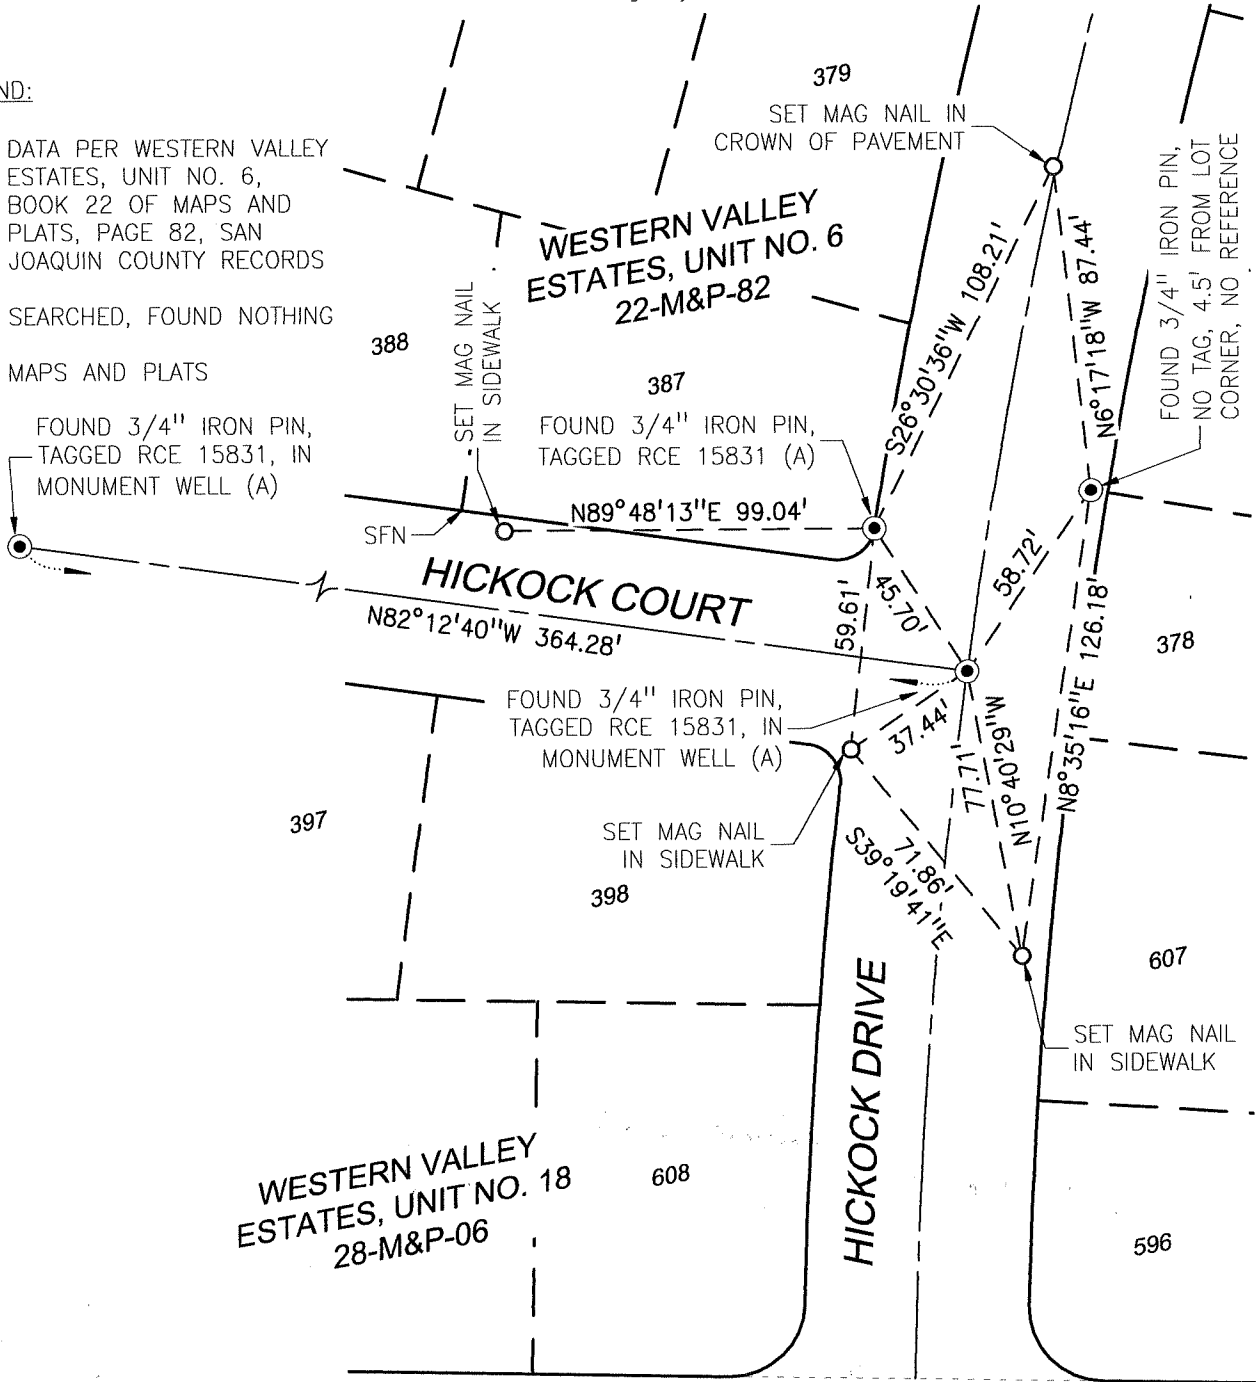 ND:
DATA PER WESTERN VALLEY
ESTATES, UNIT NO. 6,
BOOK 22 OF MAPS AND
PLATS, PAGE 82, SAN
JOAQUIN COUNTY RECORDS
SEARCHED, FOUND NOTHING
MAPS AND PLATS
FOUND 3/4" IRON PIN,
TAGGED RCE 15831, IN
MONUMENT WELL (A)
379
SET MAG NAIL IN
CROWN OF PAVEMENT
WESTERN VALLEY
ESTATES, UNIT NO. 6
22-M&P-82
388
SET MAG NAIL
IN SIDEWALK
387
FOUND 3/4" IRON PIN,
TAGGED RCE 15831 (A)
S26°30'36"W 108.21'
N6°17'18"W 87.44'
FOUND 3/4" IRON PIN,
NO TAG, 4.5' FROM LOT
CORNER, NO REFERENCE
SFN
N89°48'13"E 99.04'
HICKOCK COURT
N82°12'40"W 364.28'
59.61'
45.70'
58.72'
378
FOUND 3/4" IRON PIN,
TAGGED RCE 15831, IN
MONUMENT WELL (A)
37.44'
77.71'
N10°40'29"W
N8°35'16"E 126.18'
397
SET MAG NAIL
IN SIDEWALK
71.86'
S39°19'41"E
398
607
SET MAG NAIL
IN SIDEWALK
HICKOCK DRIVE
WESTERN VALLEY
ESTATES, UNIT NO. 18
28-M&P-06
608
596